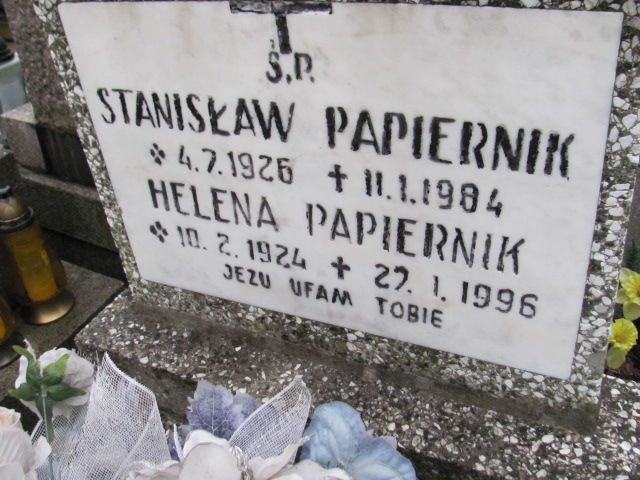 Ś.P.
STANISŁAW PAPIERNIK
4.7.1926 11.1.1984
HELENA PAPIERNIK
10.2.1924 27.1.1996
JEZU UFAM TOBIE